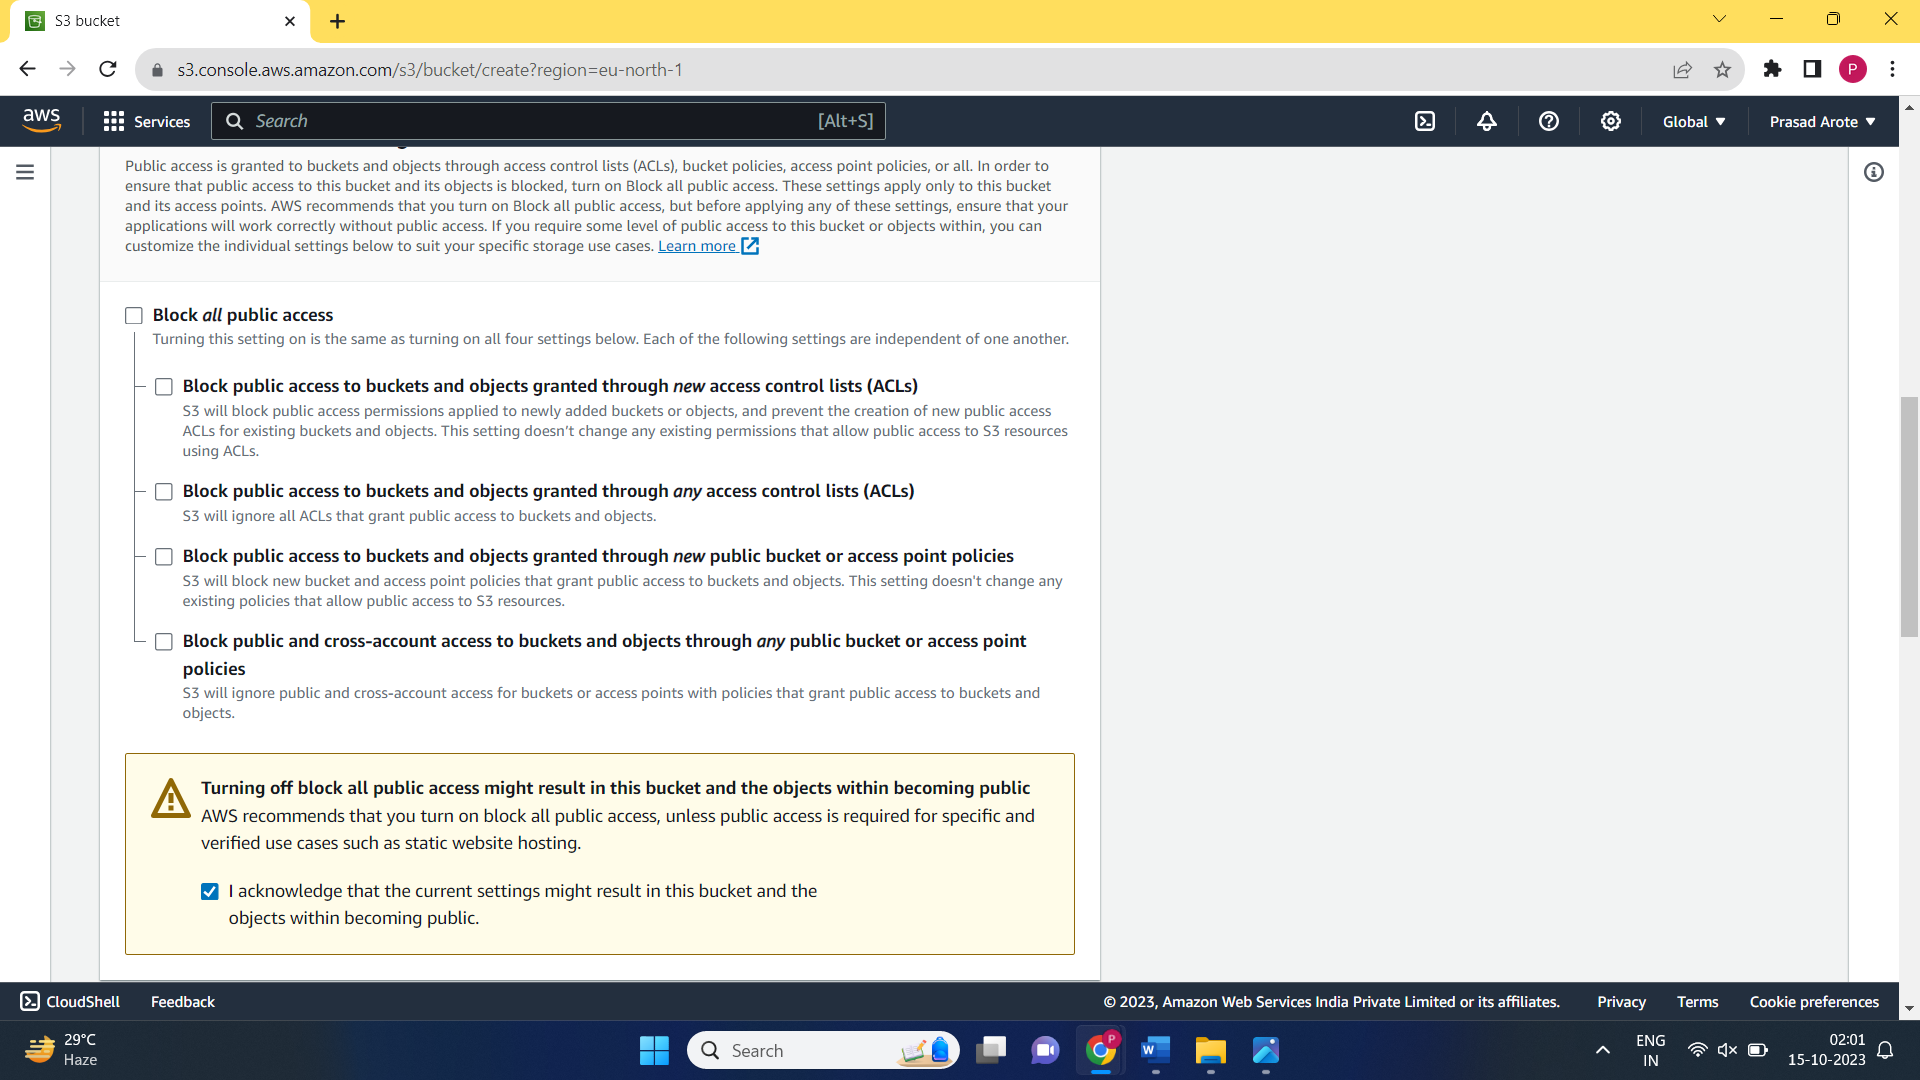 S3 bucket
s3.console.aws.amazon.com/s3/bucket/create?region=eu-north-1
P
aws
Services
Search
[Alt+S]
Global
Prasad Arote
Public access is granted to buckets and objects through access control lists (ACLs), bucket policies, access point policies, or all. In order to
ensure that public access to this bucket and its objects is blocked, turn on Block all public access. These settings apply only to this bucket
and its access points. AWS recommends that you turn on Block all public access, but before applying any of these settings, ensure that your
applications will work correctly without public access. If you require some level of public access to this bucket or objects within, you can
customize the individual settings below to suit your specific storage use cases. Learn more
Block all public access
Turning this setting on is the same as turning on all four settings below. Each of the following settings are independent of one another.
Block public access to buckets and objects granted through new access control lists (ACLs)
S3 will block public access permissions applied to newly added buckets or objects, and prevent the creation of new public access
ACLs for existing buckets and objects. This setting doesn't change any existing permissions that allow public access to S3 resources
using ACLs.
Block public access to buckets and objects granted through any access control lists (ACLs)
S3 will ignore all ACLs that grant public access to buckets and objects.
Block public access to buckets and objects granted through new public bucket or access point policies
S3 will block new bucket and access point policies that grant public access to buckets and objects. This setting doesn't change any
existing policies that allow public access to S3 resources.
Block public and cross-account access to buckets and objects through any public bucket or access point
policies
S3 will ignore public and cross-account access for buckets or access points with policies that grant public access to buckets and
objects.
Turning off block all public access might result in this bucket and the objects within becoming public
AWS recommends that you turn on block all public access, unless public access is required for specific and
verified use cases such as static website hosting.
I acknowledge that the current settings might result in this bucket and the
objects within becoming public.
CloudShell
Feedback
© 2023, Amazon Web Services India Private Limited or its affiliates.
Privacy
Terms
Cookie preferences
29°C
Haze
Search
P
W
ENG
IN
02:01
15-10-2023